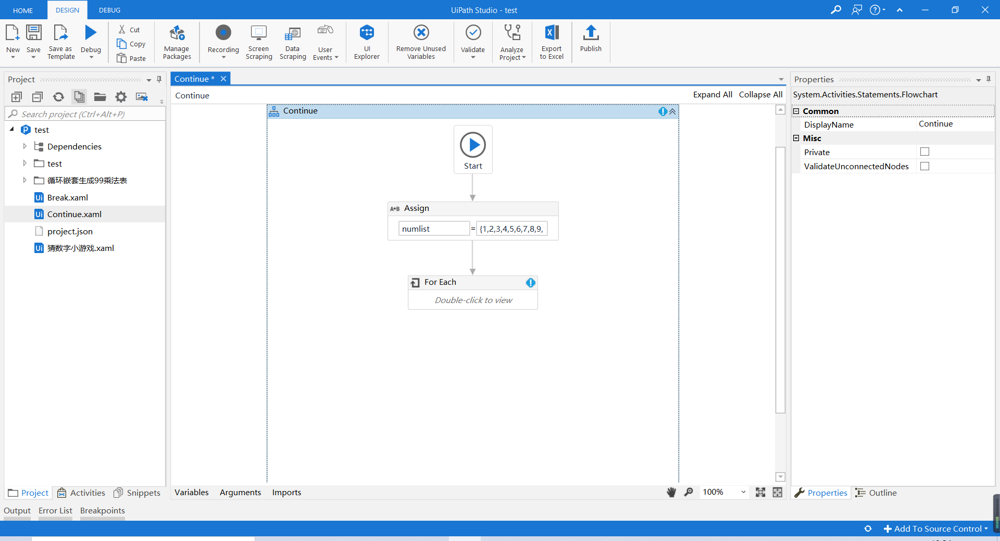 HOME DESIGN DEBUG UiPath Studio - test
New
Save
Save as
Template
Debug
Cut
Copy
Paste
Manage
Packages
Recording
Screen
Scraping
Data
Scraping
User
Events
UI
Explorer
Remove Unused
Variables
Validate
Analyze
Project
Export
to Excel
Publish
Project
Search project (Ctrl+Alt+P)
test
Dependencies
test
循环嵌套生成99乘法表
Break.xaml
Continue.xaml
project.json
猜数字小游戏.xaml
Project Activities Snippets
Continue *
Continue Expand All Collapse All
Continue
Start
A+B Assign
numlist = {1,2,3,4,5,6,7,8,9,
For Each
Double-click to view
Variables Arguments Imports 100%
Properties
System.Activities.Statements.Flowchart
Common
DisplayName Continue
Misc
Private
ValidateUnconnectedNodes
Properties Outline
Output Error List Breakpoints
Add To Source Control